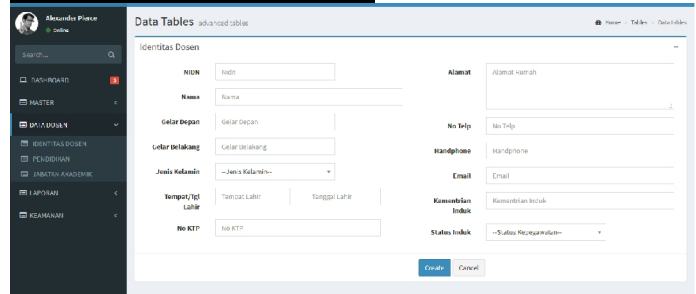 Alexander Pierce
Online
Search...
DASHBOARD
MASTER
DATA DOSEN
IDENTITAS DOSEN
PENDIDIKAN
JABATAN AKADEMIK
LAPORAN
KEAMANAN
Data Tables advanced tables
Home > Tables > Data tables
Identitas Dosen
NIDN
Nidn
Nama
Nama
Gelar Depan
Gelar Depan
Gelar Belakang
Gelar Belakang
Jenis Kelamin
--Jenis Kelamin--
Tempat/Tgl
Lahir
Tempat Lahir
Tanggal Lahir
No KTP
No KTP
Alamat
Alamat Rumah
No Telp
No Telp
Handphone
Handphone
Email
Email
Kementrian
Induk
Kementrian Induk
Status Induk
--Status Kepegawaian--
Create
Cancel